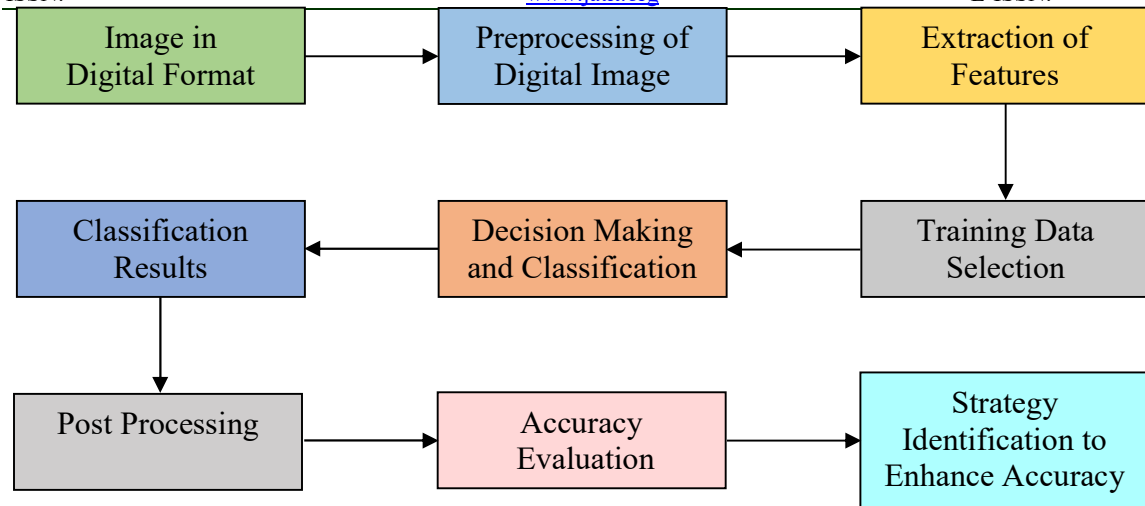 Image in
Digital Format
Preprocessing of
Digital Image
Extraction of
Features
Classification
Results
Decision Making
and Classification
Training Data
Selection
Post Processing
Accuracy
Evaluation
Strategy
Identification to
Enhance Accuracy